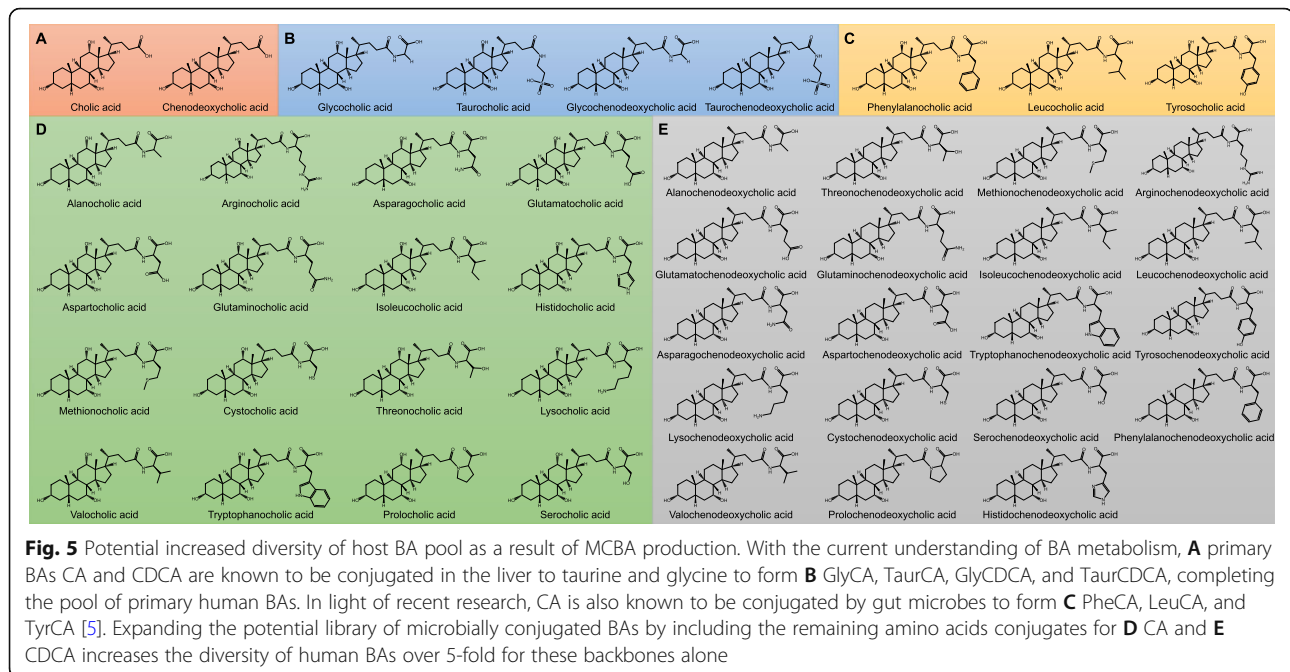 A
B
C
Cholic acid
Chenodeoxycholic acid
Glycocholic acid
Taurocholic acid
Glycochenodeoxycholic acid
Taurochenodeoxycholic acid
Phenylalanocholic acid
Leucocholic acid
Tyrosocholic acid
D
Alanocholic acid
Arginocholic acid
Asparagocholic acid
Glutamatocholic acid
Aspartocholic acid
Glutaminocholic acid
Isoleucocholic acid
Histidocholic acid
Methionocholic acid
Cystocholic acid
Threonocholic acid
Lysocholic acid
Valocholic acid
Tryptophanocholic acid
Prolocholic acid
Serocholic acid
E
Alanochenodeoxycholic acid
Threonochenodeoxycholic acid
Methionochenodeoxycholic acid
Arginochenodeoxycholic acid
Glutamatochenodeoxycholic acid
Glutaminochenodeoxycholic acid
Isoleucochenodeoxycholic acid
Leucochenodeoxycholic acid
Asparagochenodeoxycholic acid
Aspartochenodeoxycholic acid
Tryptophanochenodeoxycholic acid
Tyrosochenodeoxycholic acid
Lysochenodeoxycholic acid
Cystochenodeoxycholic acid
Serochenodeoxycholic acid
Phenylalanochenodeoxycholic acid
Valochenodeoxycholic acid
Prolochenodeoxycholic acid
Histidochenodeoxycholic acid
Fig. 5 Potential increased diversity of host BA pool as a result of MCBA production. With the current understanding of BA metabolism, A primary
BAs CA and CDCA are known to be conjugated in the liver to taurine and glycine to form B GlyCA, TaurCA, GlyCDCA, and TaurCDCA, completing
the pool of primary human BAs. In light of recent research, CA is also known to be conjugated by gut microbes to form C PheCA, LeuCA, and
TyrCA [5]. Expanding the potential library of microbially conjugated BAs by including the remaining amino acids conjugates for D CA and E
CDCA increases the diversity of human BAs over 5-fold for these backbones alone